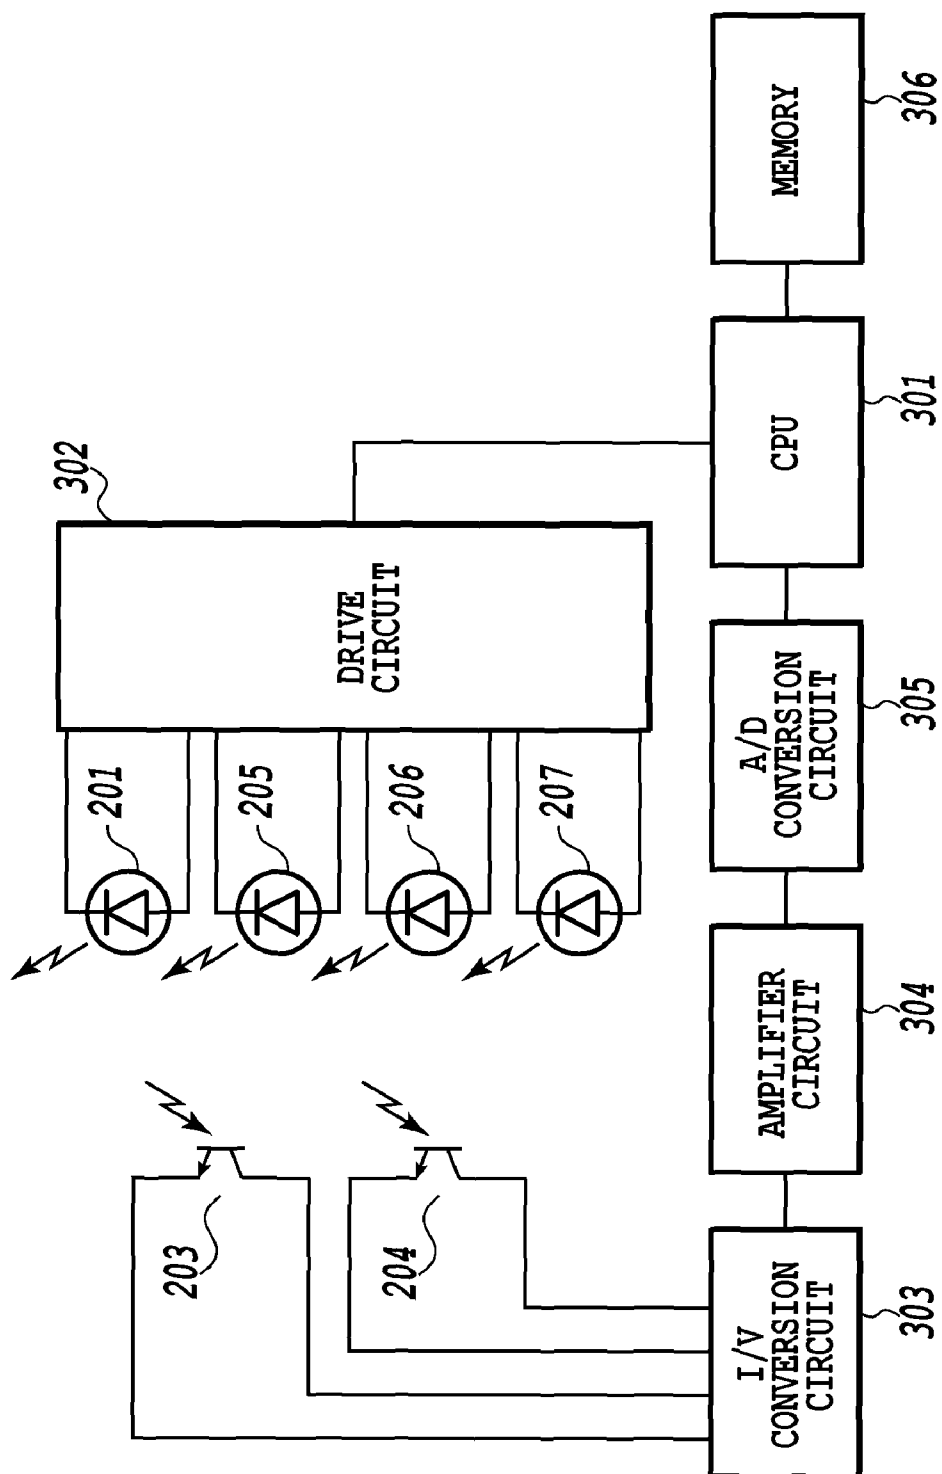 302
DRIVE
CIRCUIT
201
205
206
207
203
204
I/V
CONVERSION
CIRCUIT
303
AMPLIFIER
CIRCUIT
304
A/D
CONVERSION
CIRCUIT
305
CPU
301
MEMORY
306